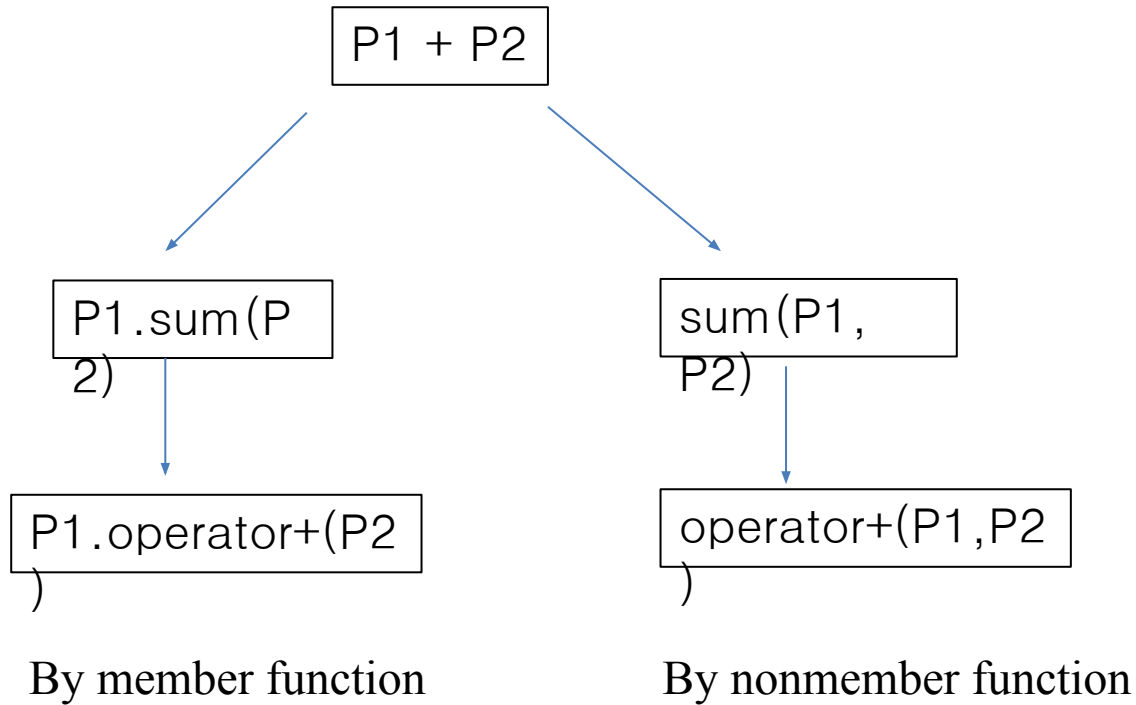 P1 + P2
P1.sum(P
2)
sum(P1,
P2)
P1.operator+(P2
)
operator+(P1,P2
)
By member function
By nonmember function